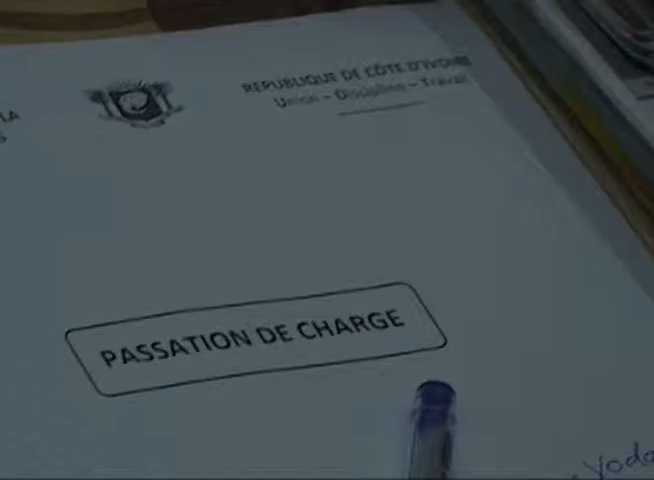 REPUBLIQUE DE CÔTE D'IVOIRE
Union – Discipline – Travail
PASSATION DE CHARGE